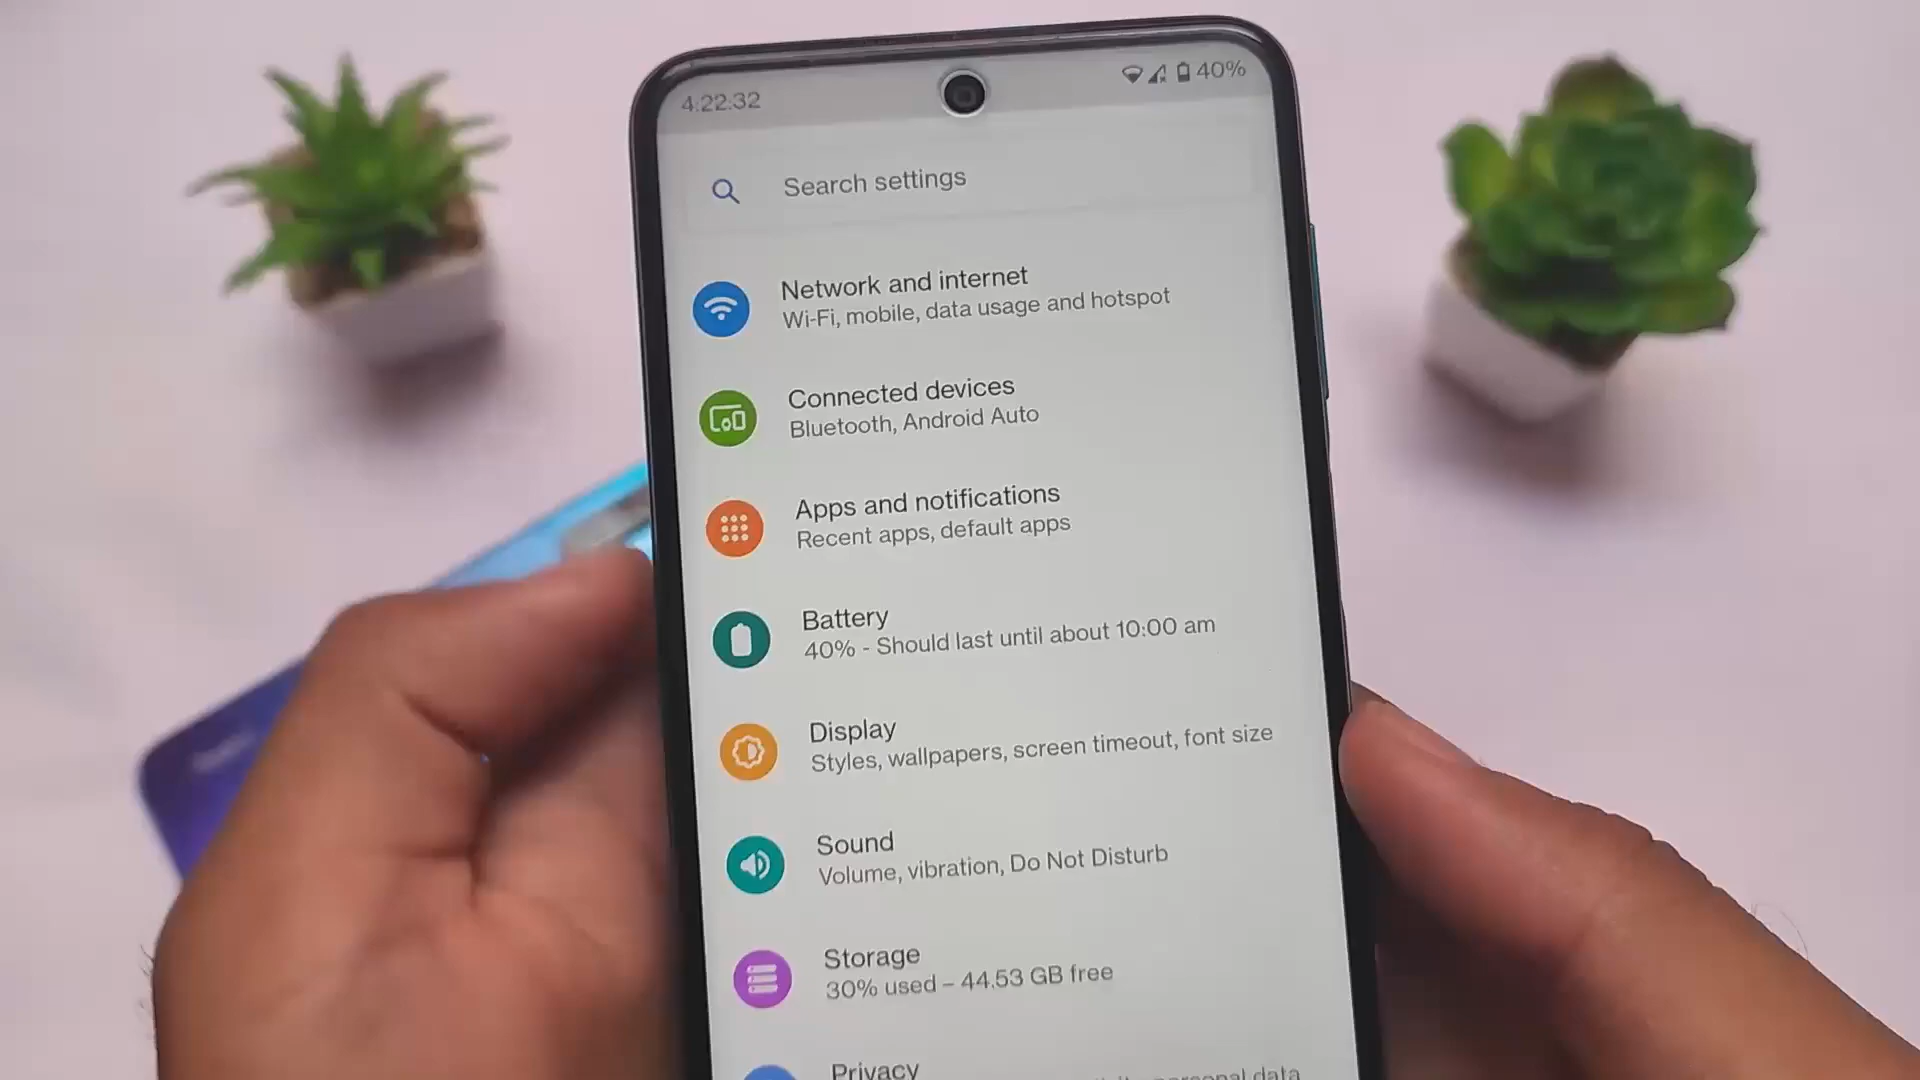 4:22:32
40%
Search settings
Network and internet
Wi-Fi, mobile, data usage and hotspot
Connected devices
Bluetooth, Android Auto
Apps and notifications
Recent apps, default apps
Battery
40% - Should last until about 10:00 am
Display
Styles, wallpapers, screen timeout, font size
Sound
Volume, vibration, Do Not Disturb
Storage
30% used – 44.53 GB free
Privacy
personal data